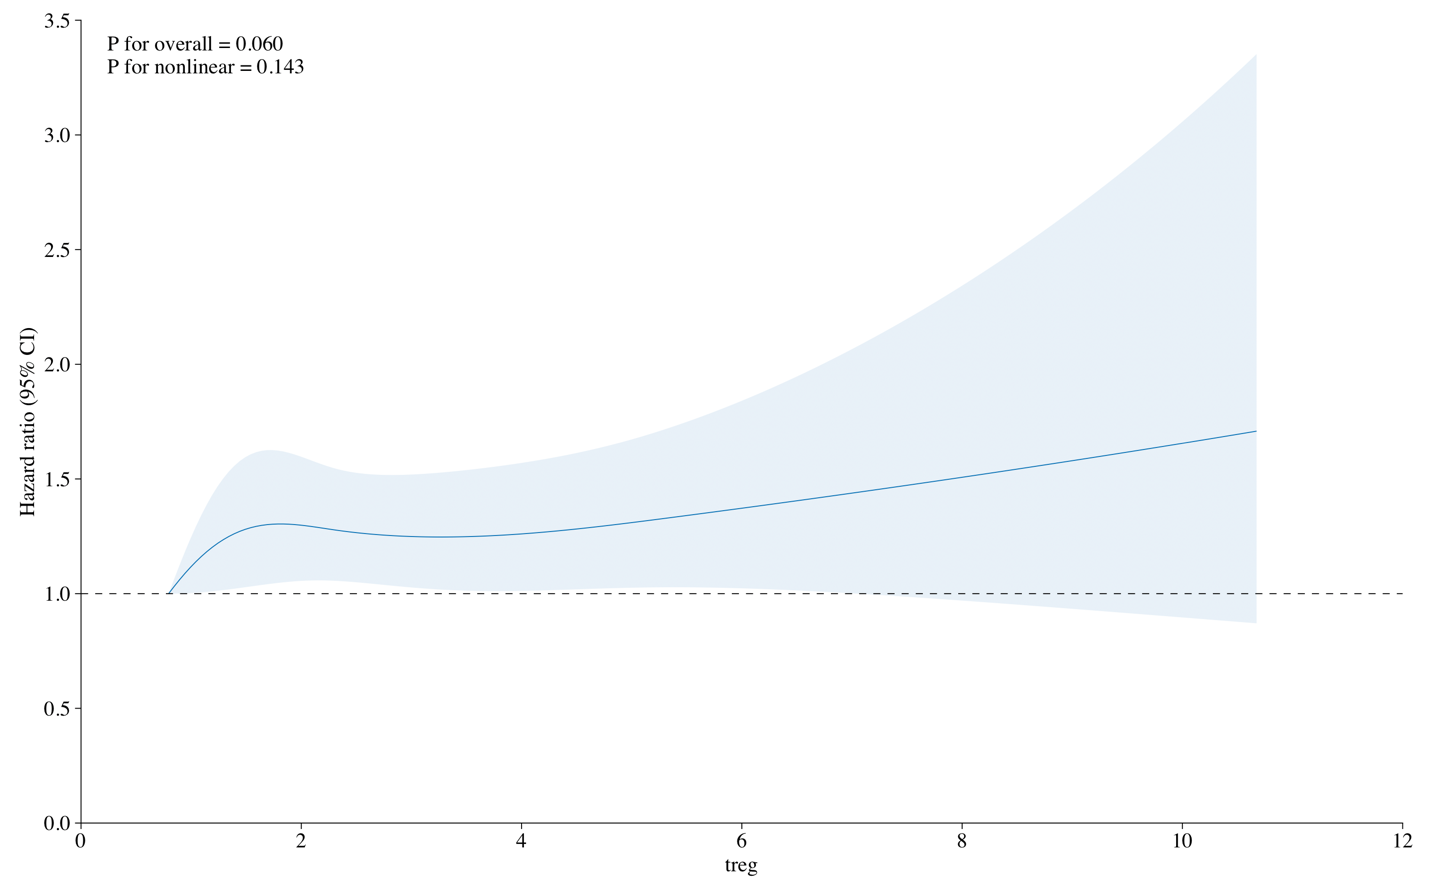 P for overall = 0.060
P for nonlinear = 0.143
3.5
3.0
2.5
2.0
1.5
1.0
0.5
0.0
Hazard ratio (95% CI)
0 2 4 6 8 10 12
treg